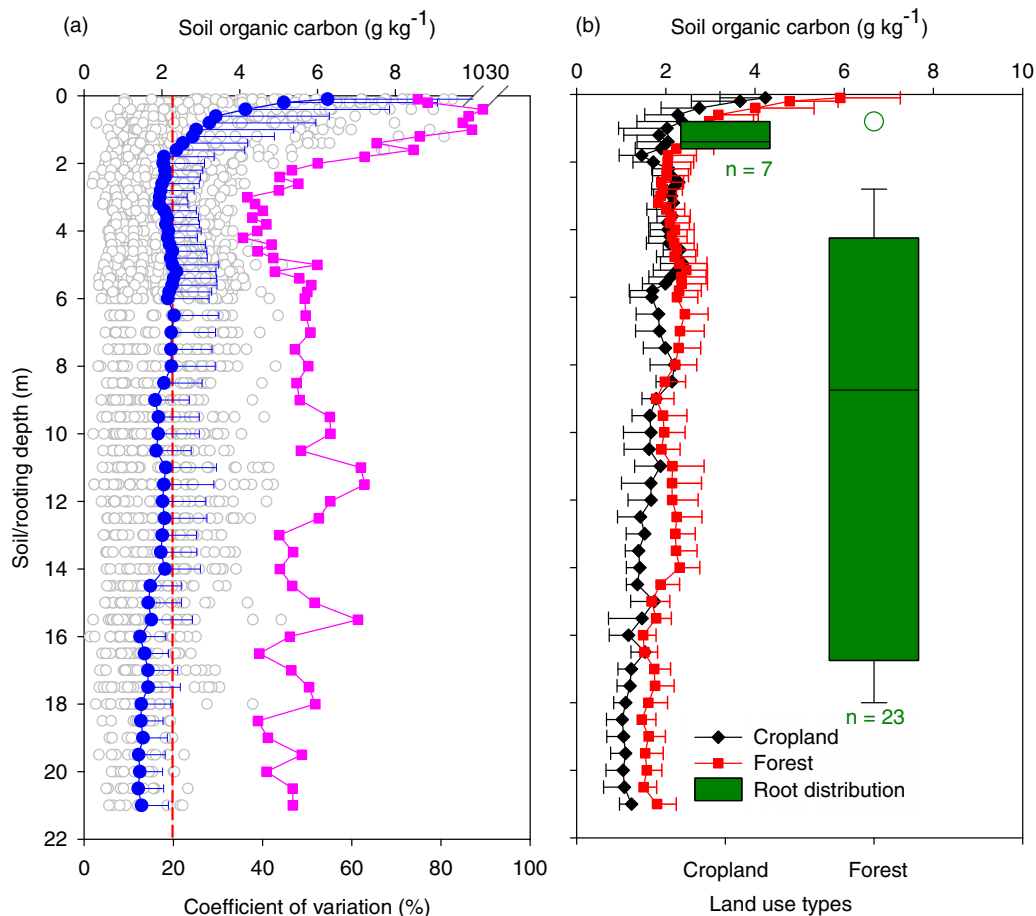 (a) Soil organic carbon (g kg-1)
0 2 4 6 8 1030
0
2
4
6
8
10
12
14
16
18
20
22
Soil/rooting depth (m)
0 20 40 60 80 100
Coefficient of variation (%)
(b) Soil organic carbon (g kg-1)
0 2 4 6 8 10
n = 7
n = 23
Cropland
Forest
Root distribution
Cropland Forest
Land use types